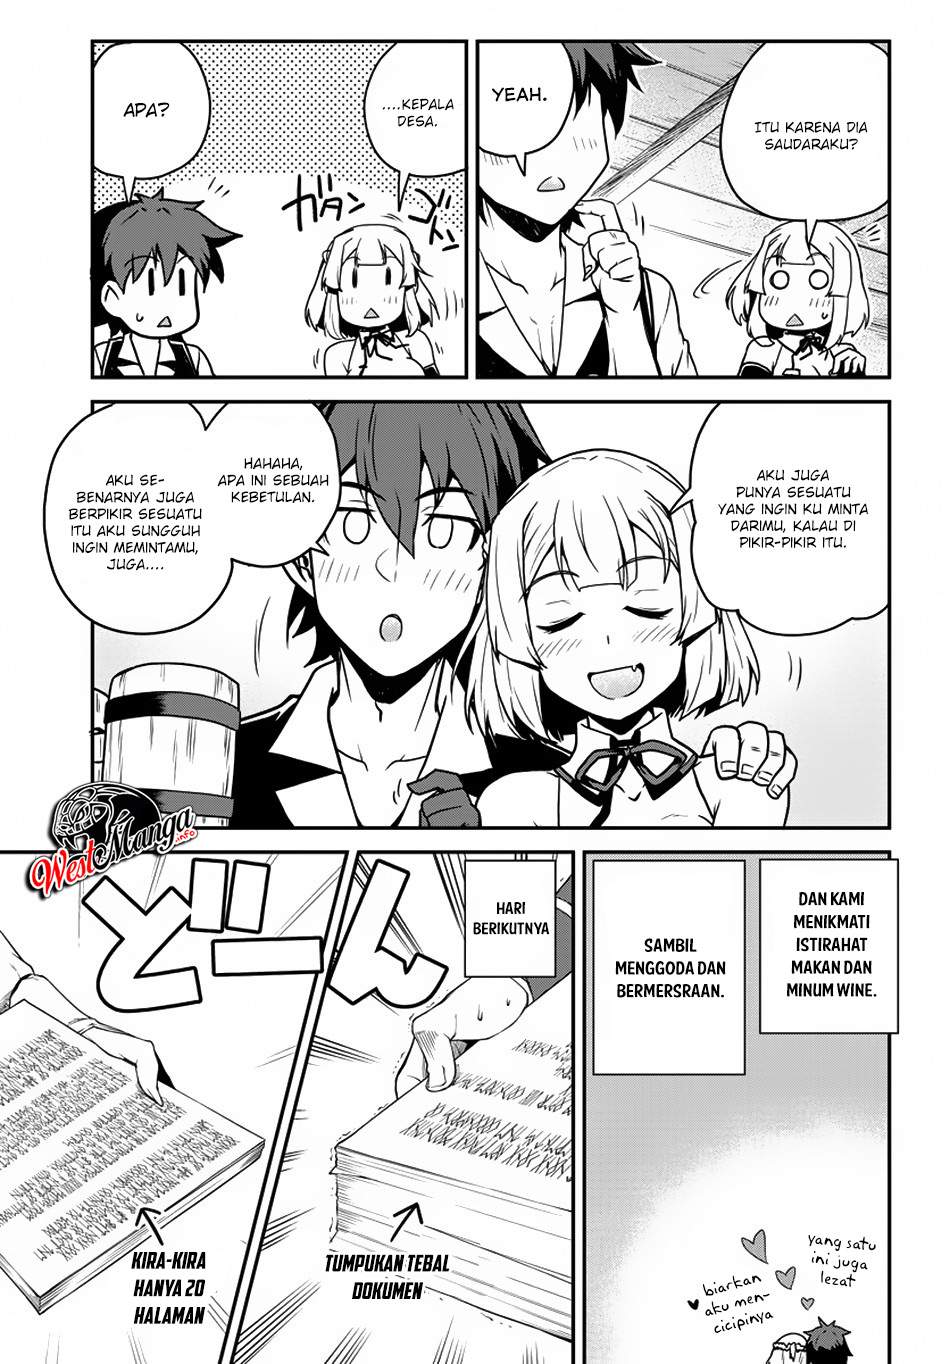 ITU KARENA DIA
SAUDARAKU?
YEAH.
....KEPALA
DESA.
ゴトン
ガタン
APA?
AKU JUGA
PUNYA SESUATU
YANG INGIN KU MINTA
DARIMU, KALAU DI
PIKIR-PIKIR ITU.
HAHAHA,
APA INI SEBUAH
KEBETULAN.
AKU SE-
BENARNYA JUGA
BERPIKIR SESUATU
ITU AKU SUNGGUH
INGIN MEMINTAMU,
JUGA....
WestManga
.info
DAN KAMI
MENIKMATI
ISTIRAHAT
MAKAN DAN
MINUM WINE.
SAMBIL
MENGGODA DAN
BERMERSRAAN.
yang satu
ini juga
lezat
biarkan
aku men-
cicipinya
HARI
BERIKUTNYA
どーん
TUMPUKAN TEBAL
DOKUMEN
KIRA-KIRA
HANYA 20
HALAMAN